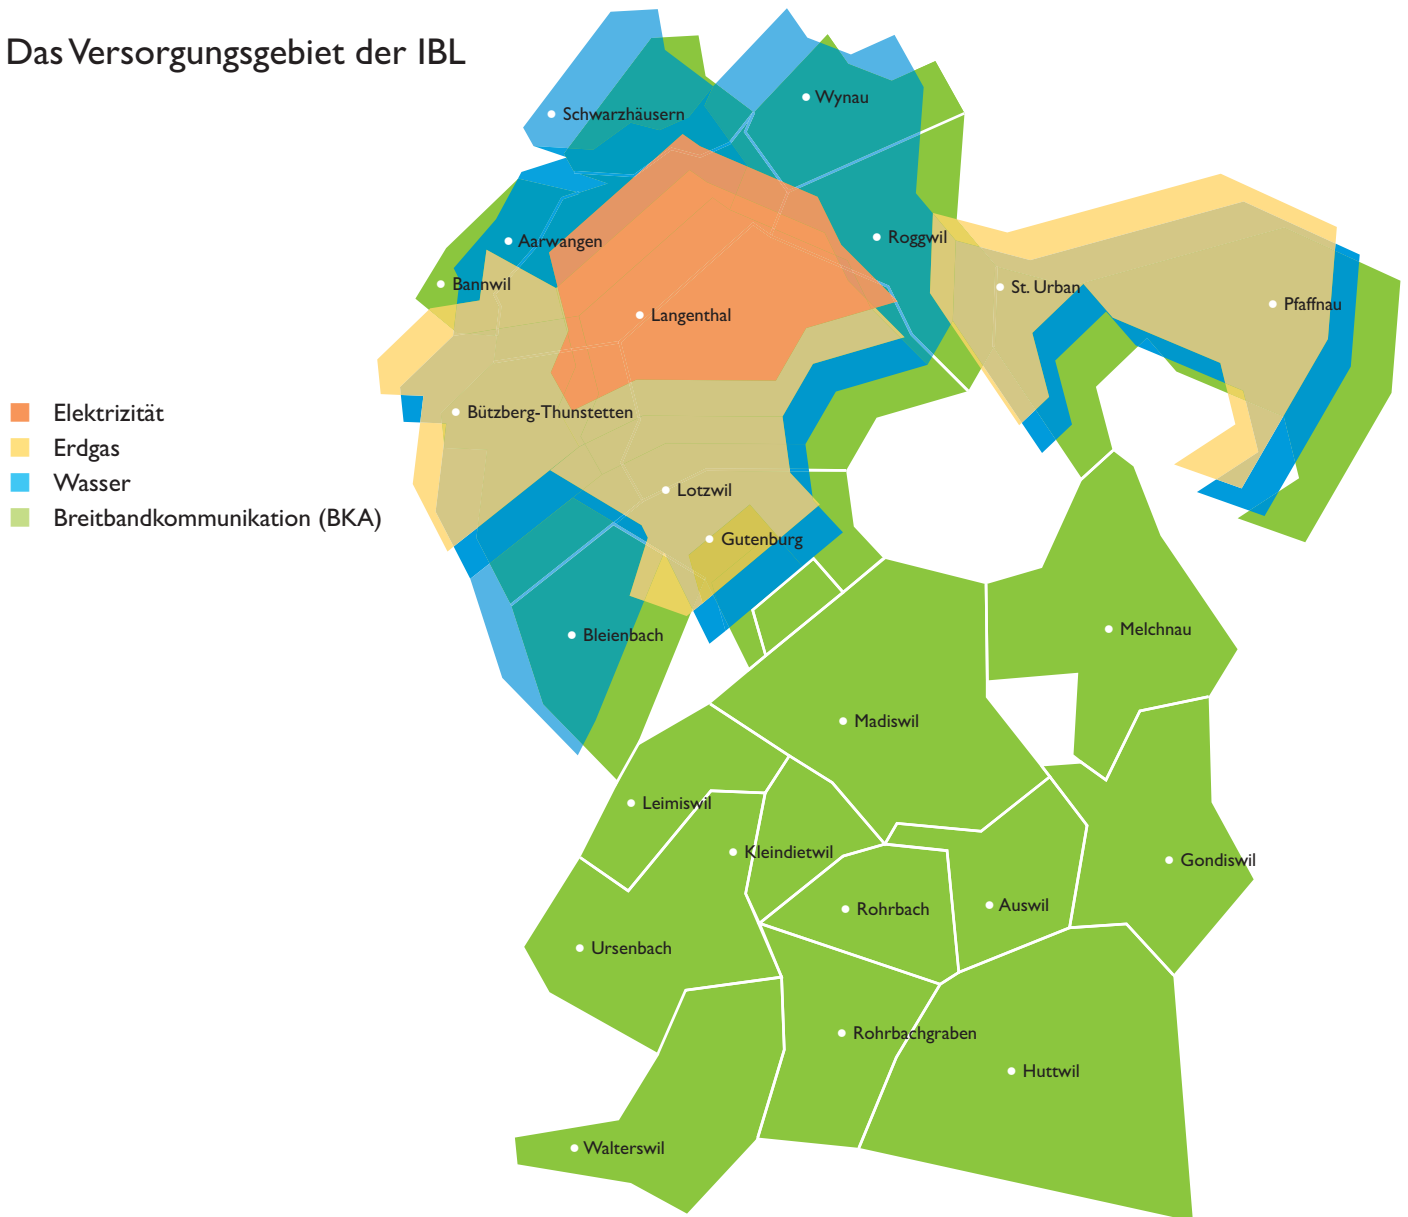 Das Versorgungsgebiet der IBL
Wynau
Schwarzhäusern
Roggwil
Aarwangen
Bannwil
St. Urban
Pfaffnau
Langenthal
Bützberg-Thunstetten
Elektrizität
Erdgas
Wasser
Breitbandkommunikation (BKA)
Lotzwil
Gutenburg
Melchnau
Bleienbach
Madiswil
Leimiswil
Kleindietwil
Gondiswil
Auswil
Rohrbach
Ursenbach
Rohrbachgraben
Huttwil
Walterswil